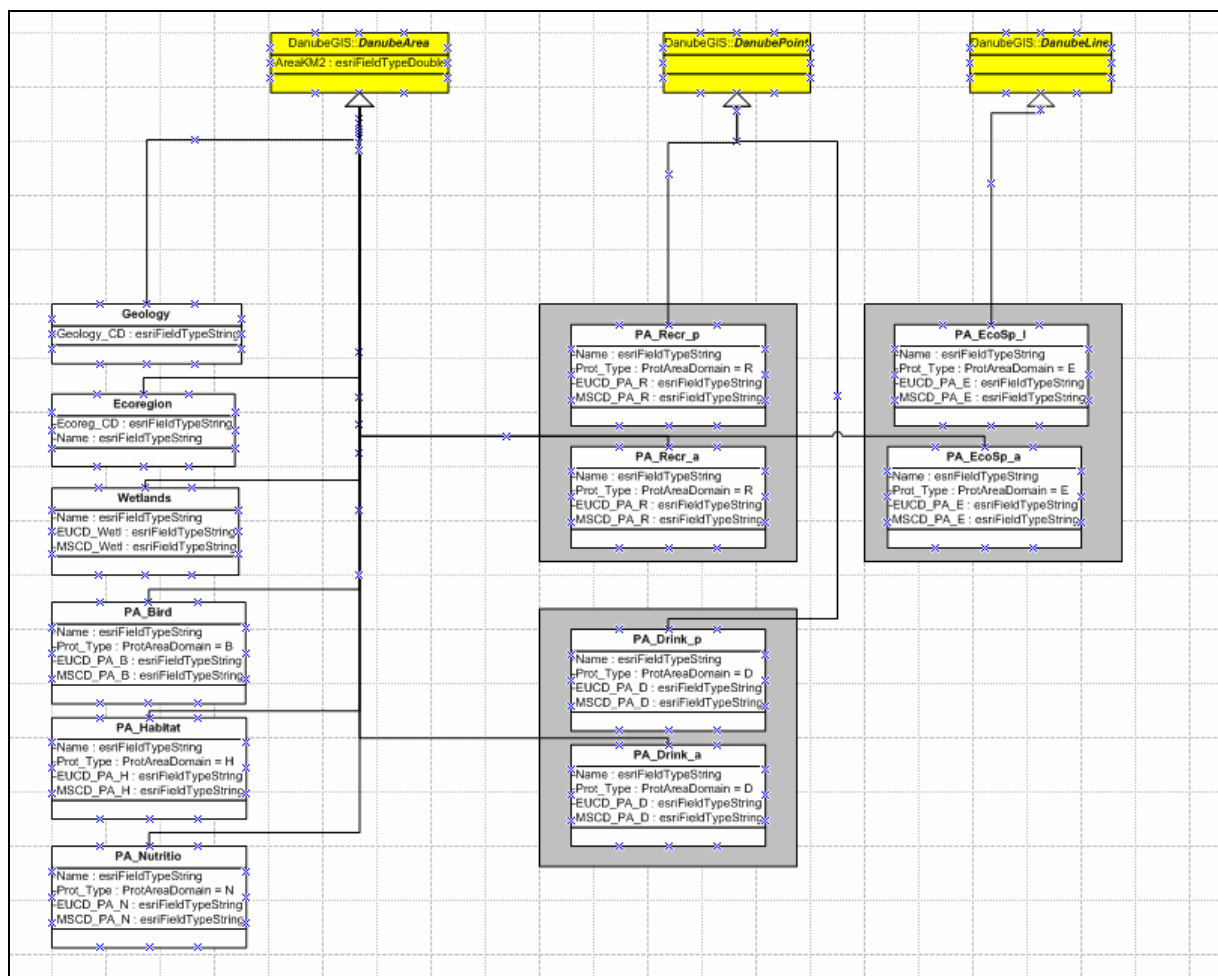 DanubeGIS::DanubeArea
AreaKM2 : esriFieldTypeDouble
DanubeGIS::DanubePoint
DanubeGIS::DanubeLine
Geology
-Geology_CD : esriFieldTypeString
Ecoregion
-Ecoreg_CD : esriFieldTypeString
-Name : esriFieldTypeString
Wetlands
-Name : esriFieldTypeString
-EUCD_Wetl : esriFieldTypeString
-MSCD_Wetl : esriFieldTypeString
PA_Bird
-Name : esriFieldTypeString
-Prot_Type : ProtAreaDomain = B
-EUCD_PA_B : esriFieldTypeString
-MSCD_PA_B : esriFieldTypeString
PA_Habitat
-Name : esriFieldTypeString
-Prot_Type : ProtAreaDomain = H
-EUCD_PA_H : esriFieldTypeString
-MSCD_PA_H : esriFieldTypeString
PA_Nutritio
-Name : esriFieldTypeString
-Prot_Type : ProtAreaDomain = N
-EUCD_PA_N : esriFieldTypeString
-MSCD_PA_N : esriFieldTypeString
PA_Recr_p
-Name : esriFieldTypeString
-Prot_Type : ProtAreaDomain = R
-EUCD_PA_R : esriFieldTypeString
-MSCD_PA_R : esriFieldTypeString
PA_Recr_a
-Name : esriFieldTypeString
-Prot_Type : ProtAreaDomain = R
-EUCD_PA_R : esriFieldTypeString
-MSCD_PA_R : esriFieldTypeString
PA_Drink_p
-Name : esriFieldTypeString
-Prot_Type : ProtAreaDomain = D
-EUCD_PA_D : esriFieldTypeString
-MSCD_PA_D : esriFieldTypeString
PA_Drink_a
-Name : esriFieldTypeString
-Prot_Type : ProtAreaDomain = D
-EUCD_PA_D : esriFieldTypeString
-MSCD_PA_D : esriFieldTypeString
PA_EcoSp_l
-Name : esriFieldTypeString
-Prot_Type : ProtAreaDomain = E
-EUCD_PA_E : esriFieldTypeString
-MSCD_PA_E : esriFieldTypeString
PA_EcoSp_a
-Name : esriFieldTypeString
-Prot_Type : ProtAreaDomain = E
-EUCD_PA_E : esriFieldTypeString
-MSCD_PA_E : esriFieldTypeString